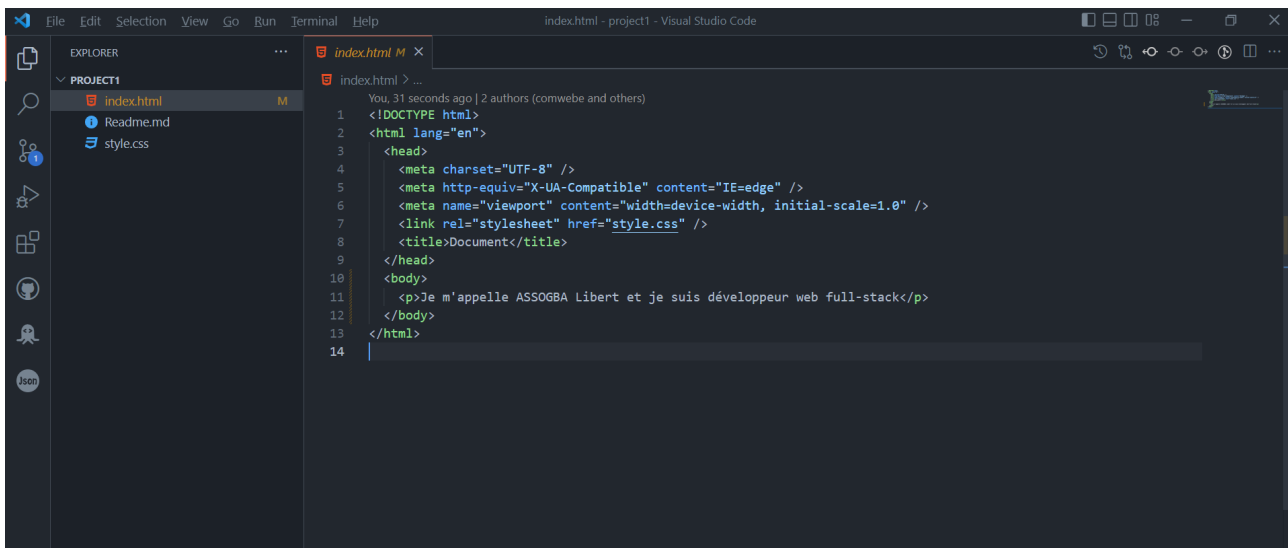 File Edit Selection View Go Run Terminal Help index.html - project1 - Visual Studio Code
EXPLORER
PROJECT1
index.html M
Readme.md
style.css
1
Json
index.html M
index.html > ...
You, 31 seconds ago | 2 authors (comwebe and others)
1 <!DOCTYPE html>
2 <html lang="en">
3 <head>
4 <meta charset="UTF-8" />
5 <meta http-equiv="X-UA-Compatible" content="IE=edge" />
6 <meta name="viewport" content="width=device-width, initial-scale=1.0" />
7 <link rel="stylesheet" href="style.css" />
8 <title>Document</title>
9 </head>
10 <body>
11 <p>Je m'appelle ASSOGBA Libert et je suis développeur web full-stack</p>
12 </body>
13 </html>
14